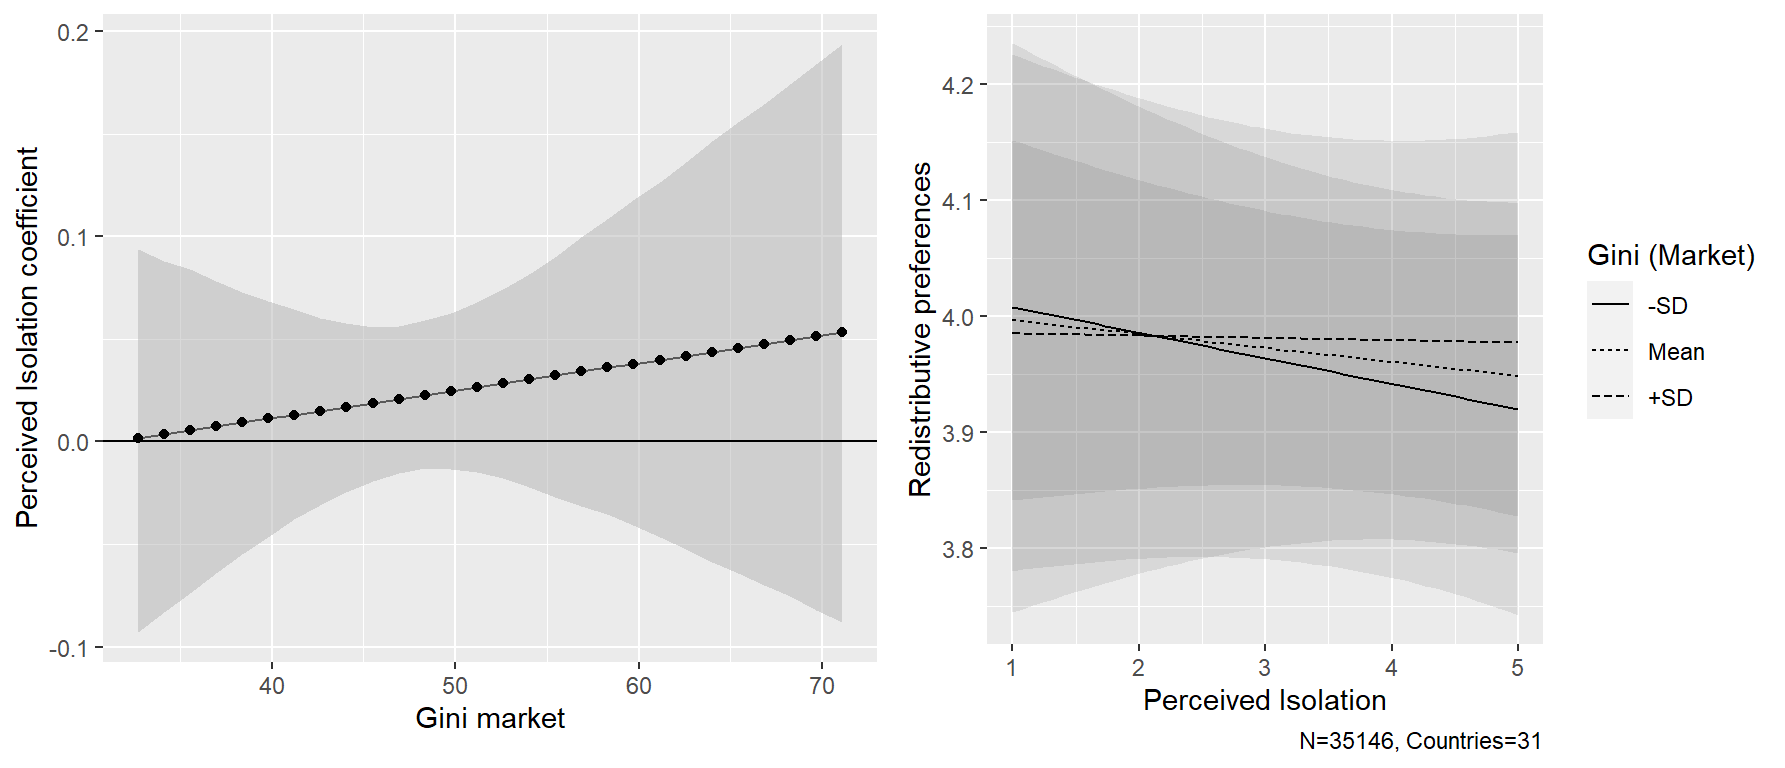 0.2
0.1
0.0
-0.1
Perceived Isolation coefficient
40 50 60 70
Gini market
4.2
4.1
4.0
3.9
3.8
Redistributive preferences
1 2 3 4 5
Perceived Isolation
N=35146, Countries=31
Gini (Market)
-SD
Mean
+SD